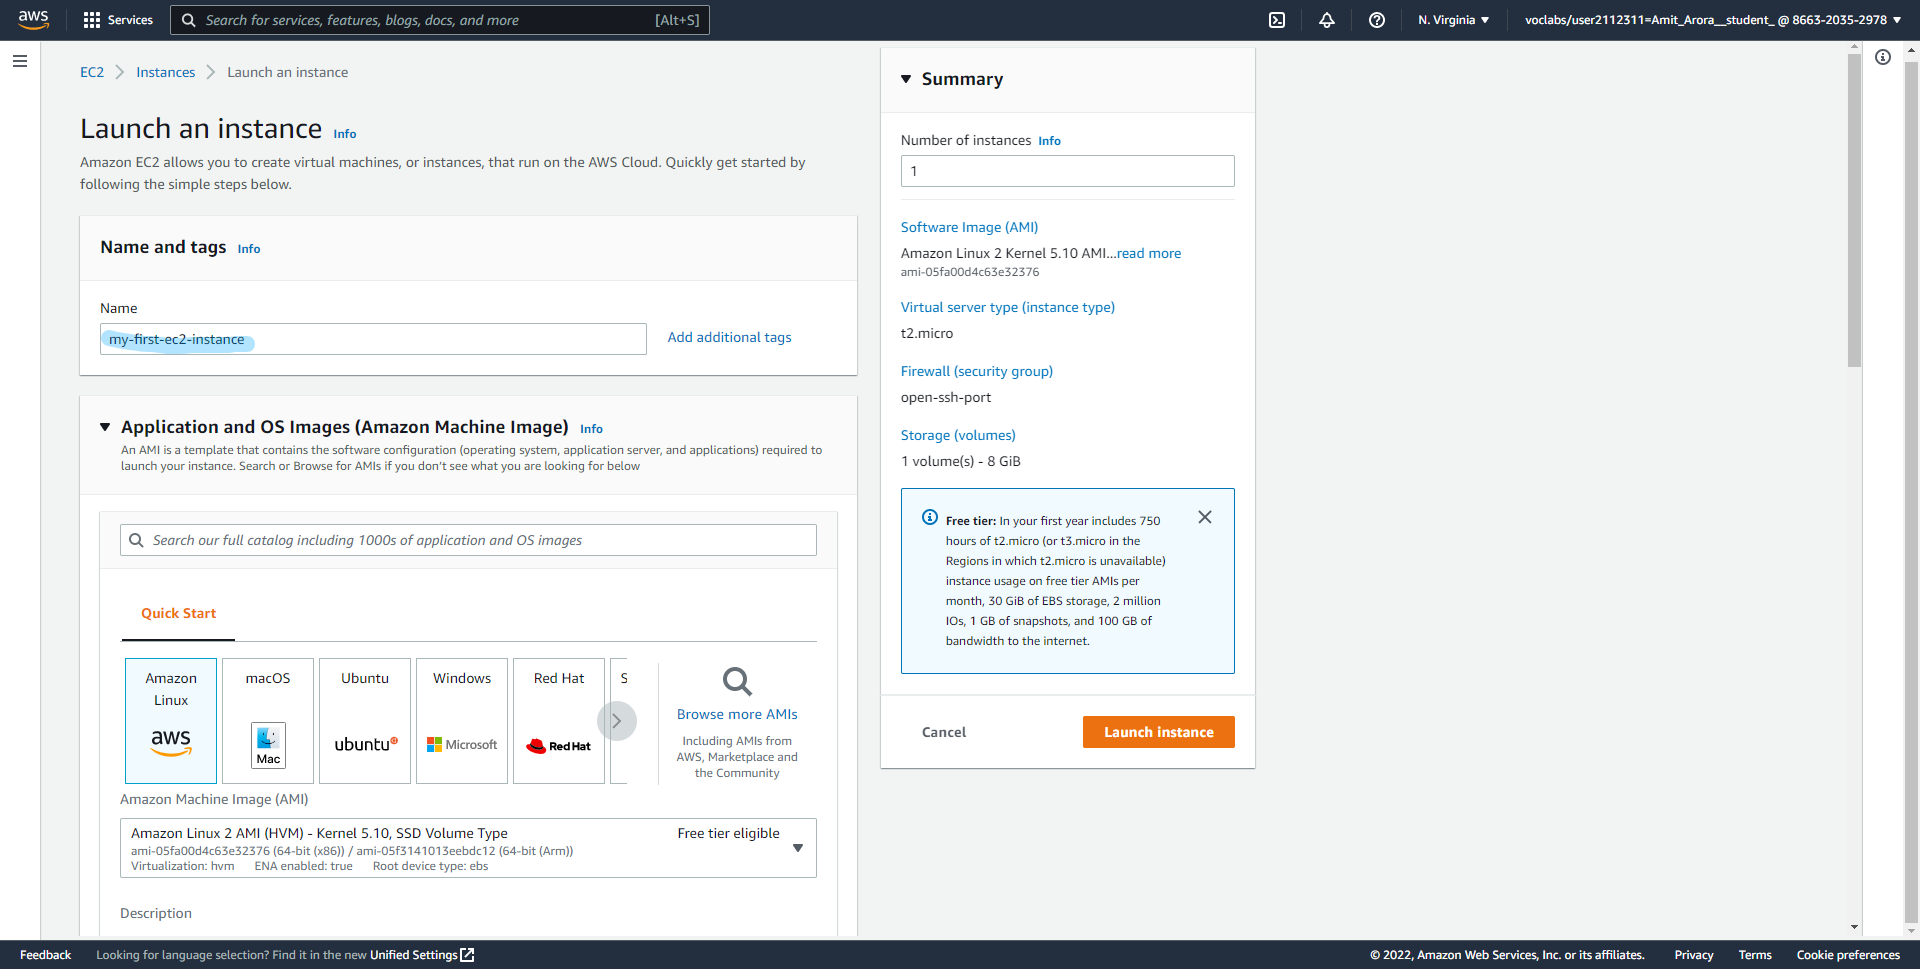 aws
Services
Search for services, features, blogs, docs, and more
[Alt+S]
N. Virginia
voclabs/user2112311=Amit_Arora__student_ @ 8663-2035-2978
EC2
Instances
Launch an instance
Launch an instance Info
Amazon EC2 allows you to create virtual machines, or instances, that run on the AWS Cloud. Quickly get started by
following the simple steps below.
Name and tags Info
Name
my-first-ec2-instance
Add additional tags
Application and OS Images (Amazon Machine Image) Info
An AMI is a template that contains the software configuration (operating system, application server, and applications) required to
launch your instance. Search or Browse for AMIs if you don't see what you are looking for below
Search our full catalog including 1000s of application and OS images
Quick Start
Amazon
Linux
aws
macOS
Mac
Ubuntu
ubuntu
Windows
Microsoft
Red Hat
Red Hat
S
Browse more AMIs
Including AMIs from
AWS, Marketplace and
the Community
Amazon Machine Image (AMI)
Amazon Linux 2 AMI (HVM) - Kernel 5.10, SSD Volume Type
Free tier eligible
ami-05fa00d4c63e32376 (64-bit (x86)) / ami-05f3141013eebdc12 (64-bit (Arm))
Virtualization: hvm ENA enabled: true Root device type: ebs
Description
Summary
Number of instances Info
1
Software Image (AMI)
Amazon Linux 2 Kernel 5.10 AMI...read more
ami-05fa00d4c63e32376
Virtual server type (instance type)
t2.micro
Firewall (security group)
open-ssh-port
Storage (volumes)
1 volume(s) - 8 GiB
Free tier: In your first year includes 750
hours of t2.micro (or t3.micro in the
Regions in which t2.micro is unavailable)
instance usage on free tier AMIs per
month, 30 GiB of EBS storage, 2 million
IOs, 1 GB of snapshots, and 100 GB of
bandwidth to the internet.
Cancel
Launch instance
Feedback
Looking for language selection? Find it in the new Unified Settings
© 2022, Amazon Web Services, Inc. or its affiliates.
Privacy
Terms
Cookie preferences